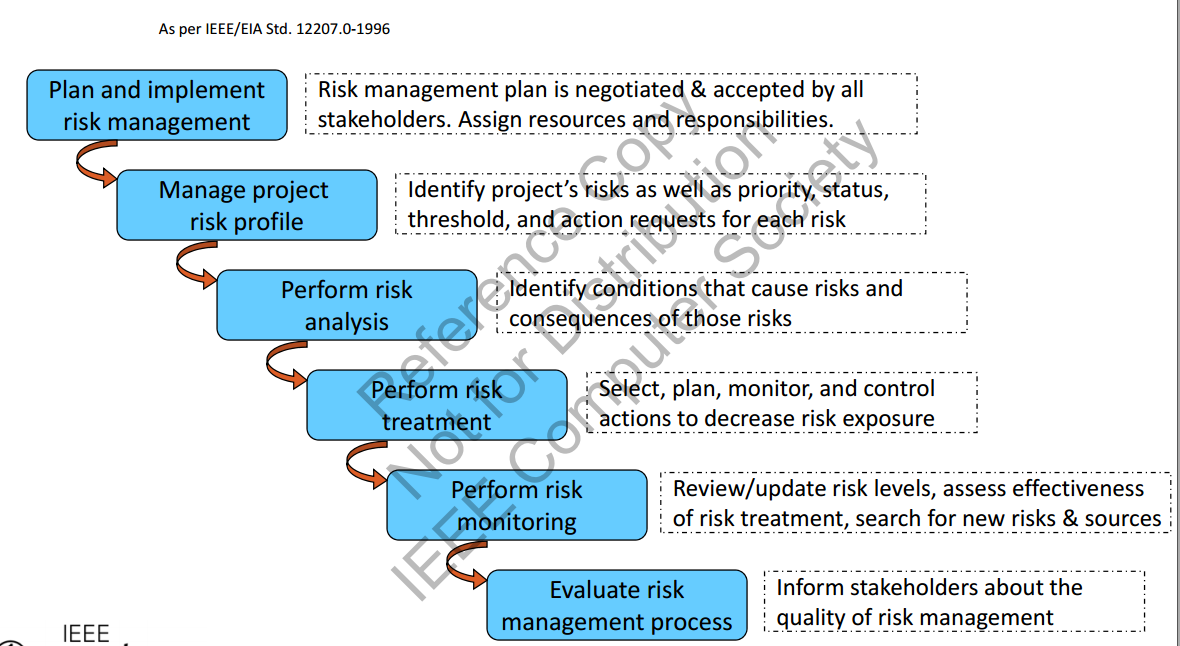 As per IEEE/EIA Std. 12207.0-1996
Plan and implement
risk management
Risk management plan is negotiated & accepted by all
stakeholders. Assign resources and responsibilities.
Manage project
risk profile
Identify project’s risks as well as priority, status,
threshold, and action requests for each risk
Perform risk
analysis
Identify conditions that cause risks and
consequences of those risks
Perform risk
treatment
Select, plan, monitor, and control
actions to decrease risk exposure
Perform risk
monitoring
Review/update risk levels, assess effectiveness
of risk treatment, search for new risks & sources
Evaluate risk
management process
Inform stakeholders about the
quality of risk management
Reference Copy
Not for Distribution
IEEE Computer Society
IEEE